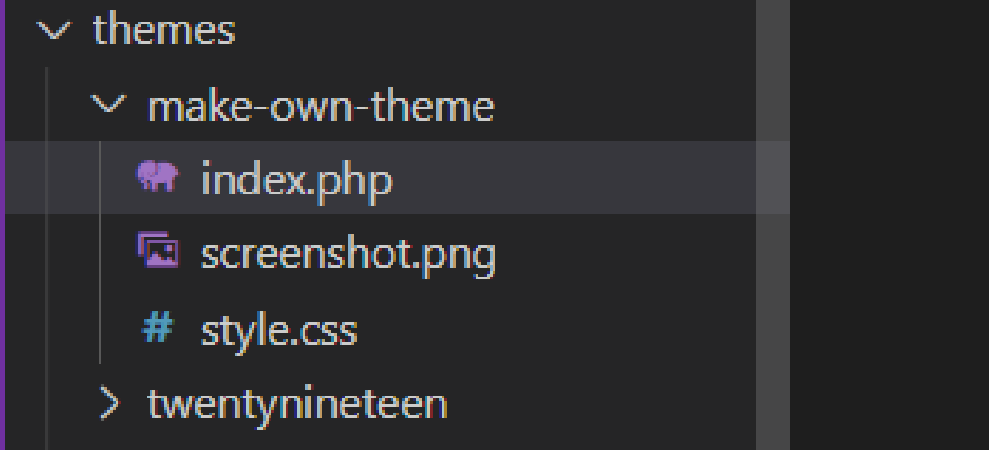 themes
make-own-theme
index.php
screenshot.png
# style.css
twentynineteen